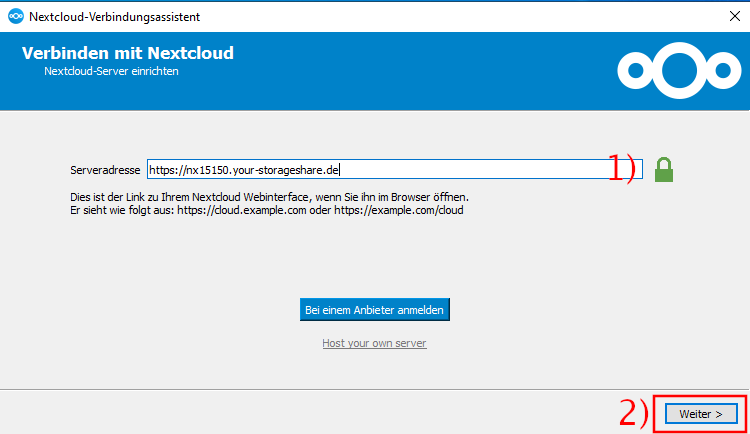 Nextcloud-Verbindungsassistent
Verbinden mit Nextcloud
Nextcloud-Server einrichten
Serveradresse https://nx15150.your-storageshare.de 1)
Dies ist der Link zu Ihrem Nextcloud Webinterface, wenn Sie ihn im Browser öffnen.
Er sieht wie folgt aus: https://cloud.example.com oder https://example.com/cloud
Bei einem Anbieter anmelden
Host your own server
2) Weiter >